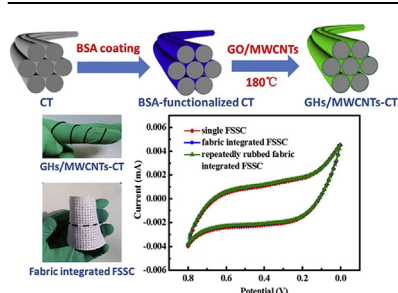 BSA coating
GO/MWCNTs
180℃
CT
BSA-functionalized CT
GHs/MWCNTs-CT
GHs/MWCNTs-CT
Fabric integrated FSSC
single FSSC
fabric integrated FSSC
repeatedly rubbed fabric
integrated FSSC
Current (mA)
0.006
0.004
0.002
0.000
-0.002
-0.004
-0.006
0.8
0.6
0.4
0.2
0.0
Potential (V)